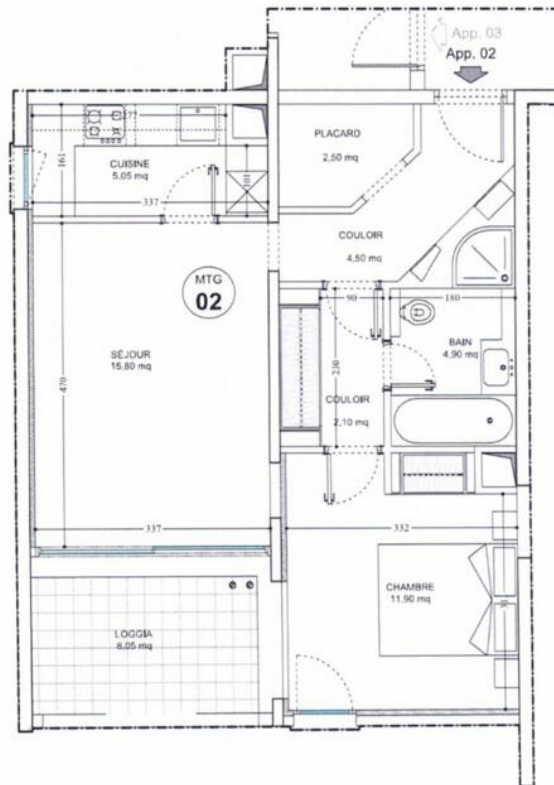 App. 03
App. 02
PLACARD
2,50 mq
277
CUISINE
5,05 mq
161
101
337
COULOIR
4,50 mq
MTG
02
90
180
BAIN
4,90 mq
SÉJOUR
15,80 mq
230
470
COULOIR
2,10 mq
337
332
CHAMBRE
11,90 mq
LOGGIA
8,05 mq